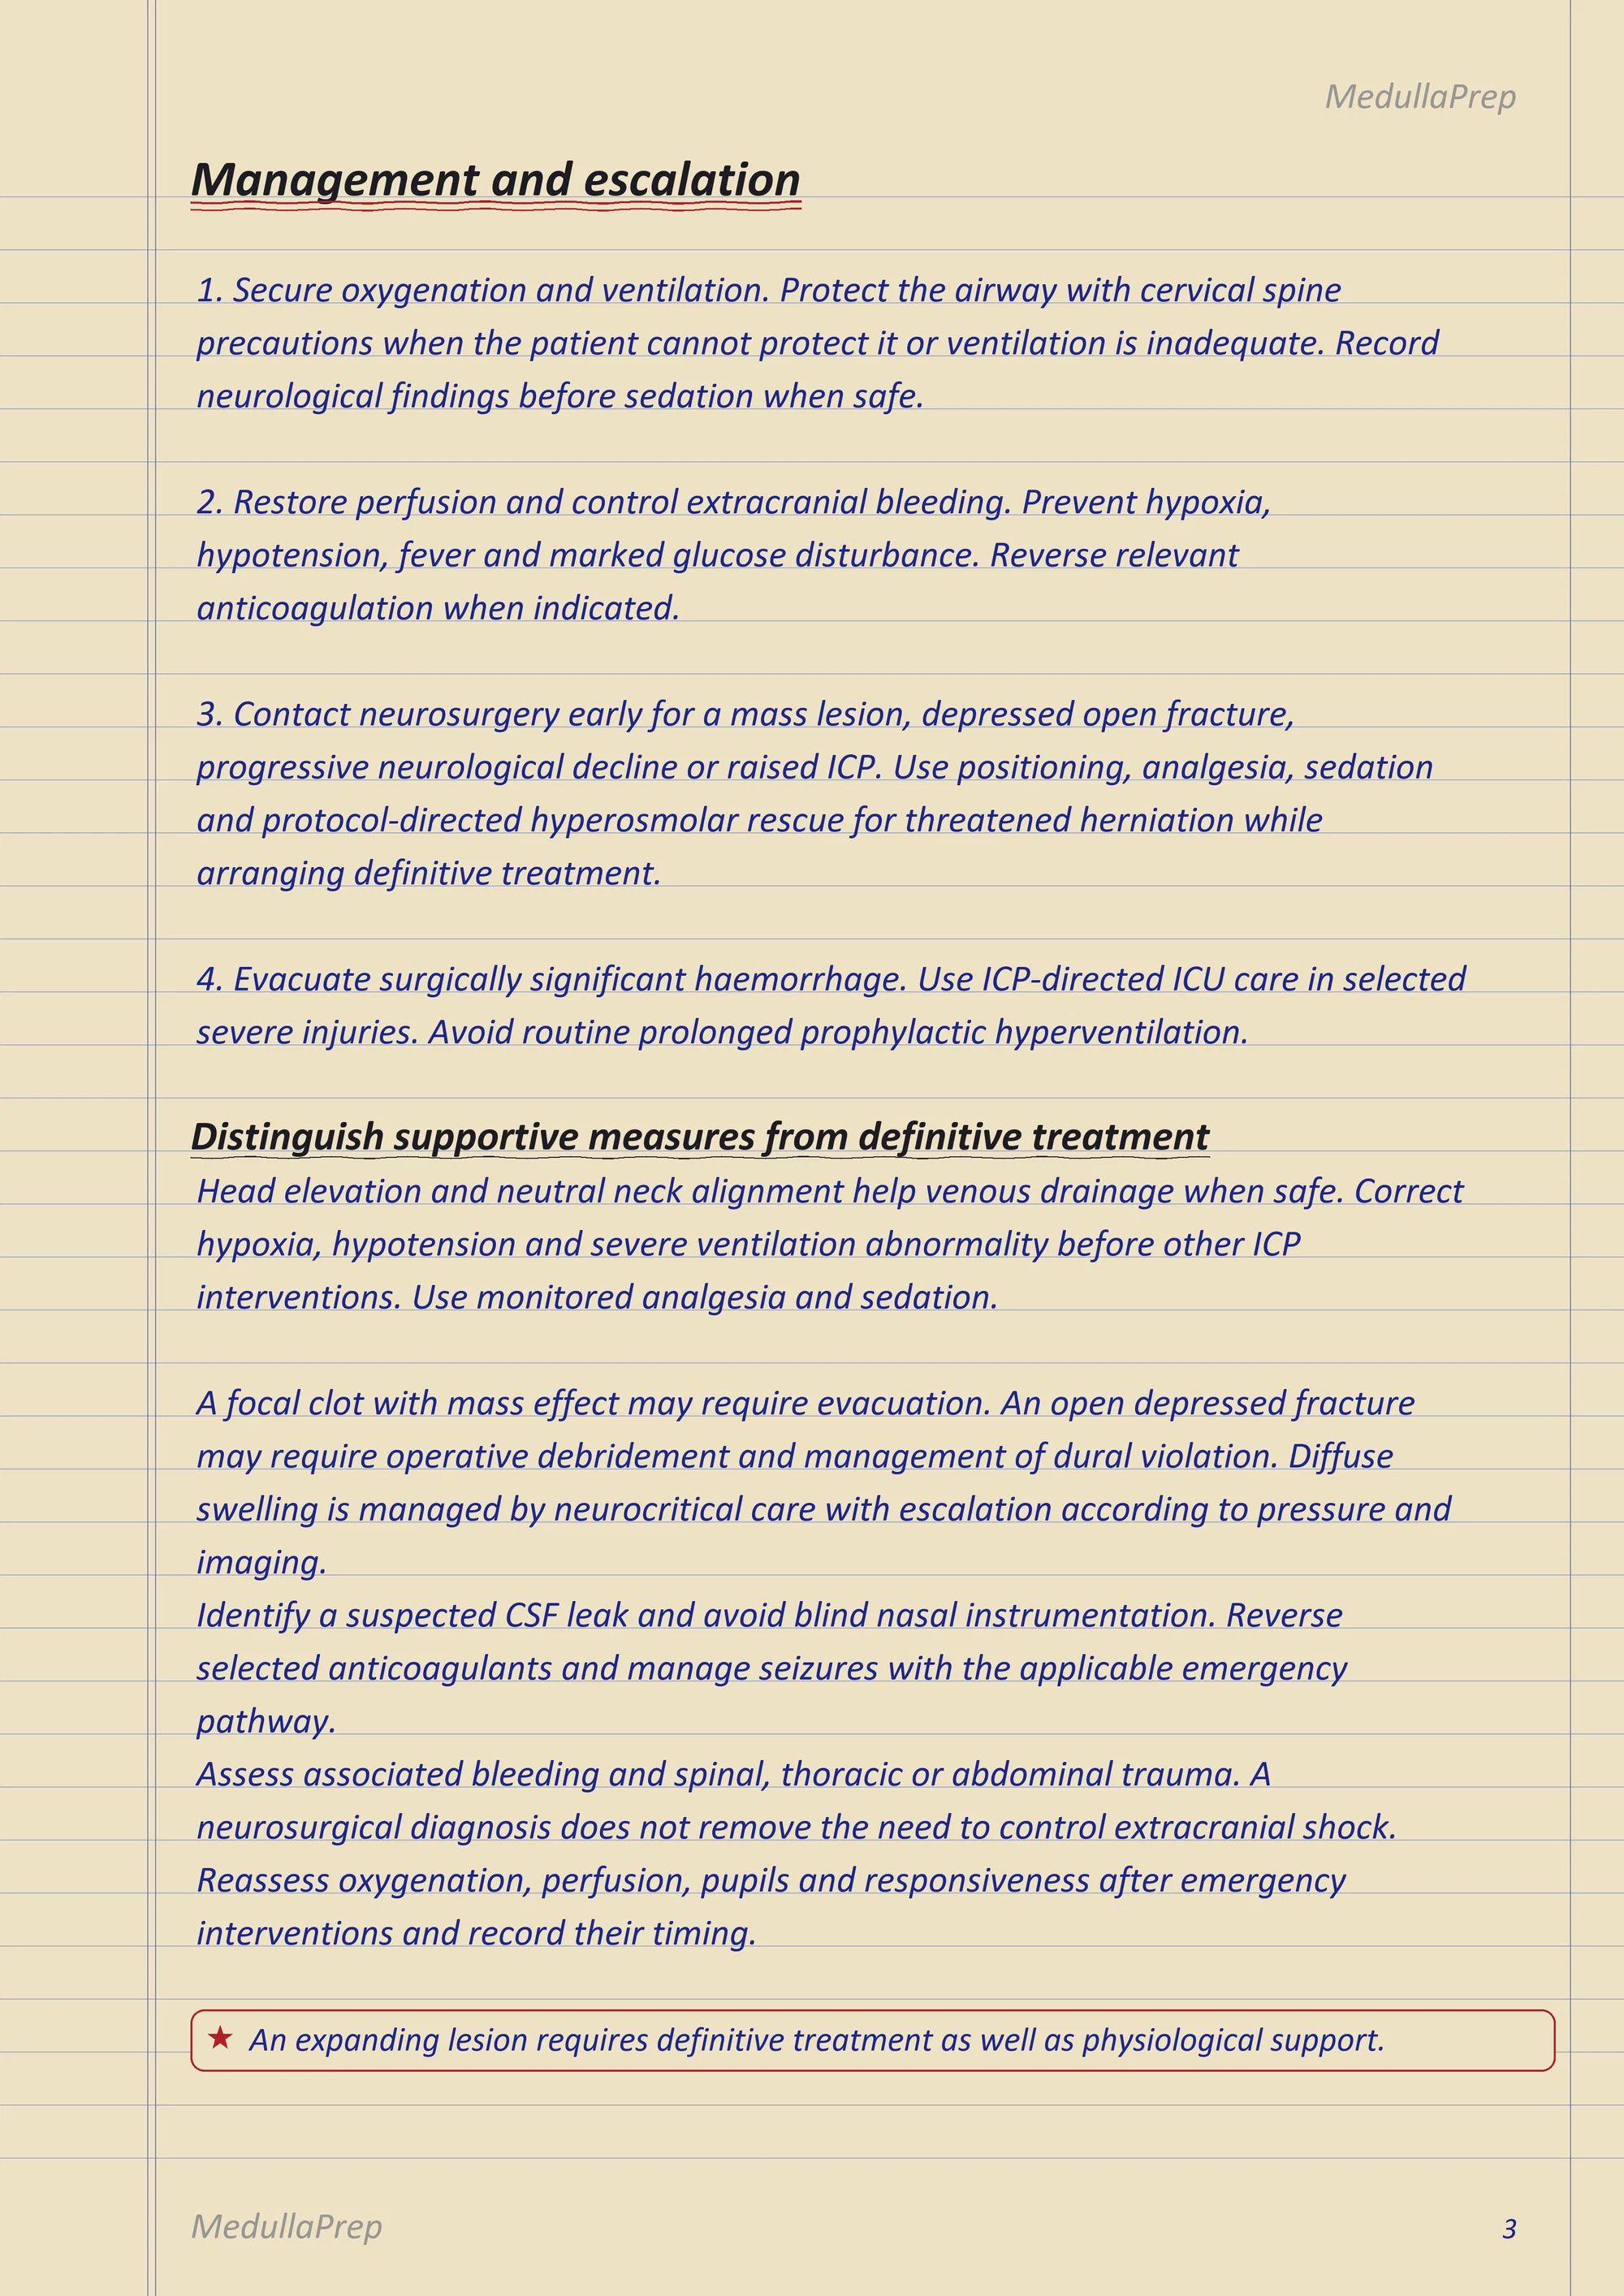 MedullaPrep
Management and escalation
1. Secure oxygenation and ventilation. Protect the airway with cervical spine
precautions when the patient cannot protect it or ventilation is inadequate. Record
neurological findings before sedation when safe.
2. Restore perfusion and control extracranial bleeding. Prevent hypoxia,
hypotension, fever and marked glucose disturbance. Reverse relevant
anticoagulation when indicated.
3. Contact neurosurgery early for a mass lesion, depressed open fracture,
progressive neurological decline or raised ICP. Use positioning, analgesia, sedation
and protocol-directed hyperosmolar rescue for threatened herniation while
arranging definitive treatment.
4. Evacuate surgically significant haemorrhage. Use ICP-directed ICU care in selected
severe injuries. Avoid routine prolonged prophylactic hyperventilation.
Distinguish supportive measures from definitive treatment
Head elevation and neutral neck alignment help venous drainage when safe. Correct
hypoxia, hypotension and severe ventilation abnormality before other ICP
interventions. Use monitored analgesia and sedation.
A focal clot with mass effect may require evacuation. An open depressed fracture
may require operative debridement and management of dural violation. Diffuse
swelling is managed by neurocritical care with escalation according to pressure and
imaging.
Identify a suspected CSF leak and avoid blind nasal instrumentation. Reverse
selected anticoagulants and manage seizures with the applicable emergency
pathway.
Assess associated bleeding and spinal, thoracic or abdominal trauma. A
neurosurgical diagnosis does not remove the need to control extracranial shock.
Reassess oxygenation, perfusion, pupils and responsiveness after emergency
interventions and record their timing.
★ An expanding lesion requires definitive treatment as well as physiological support.
MedullaPrep
3